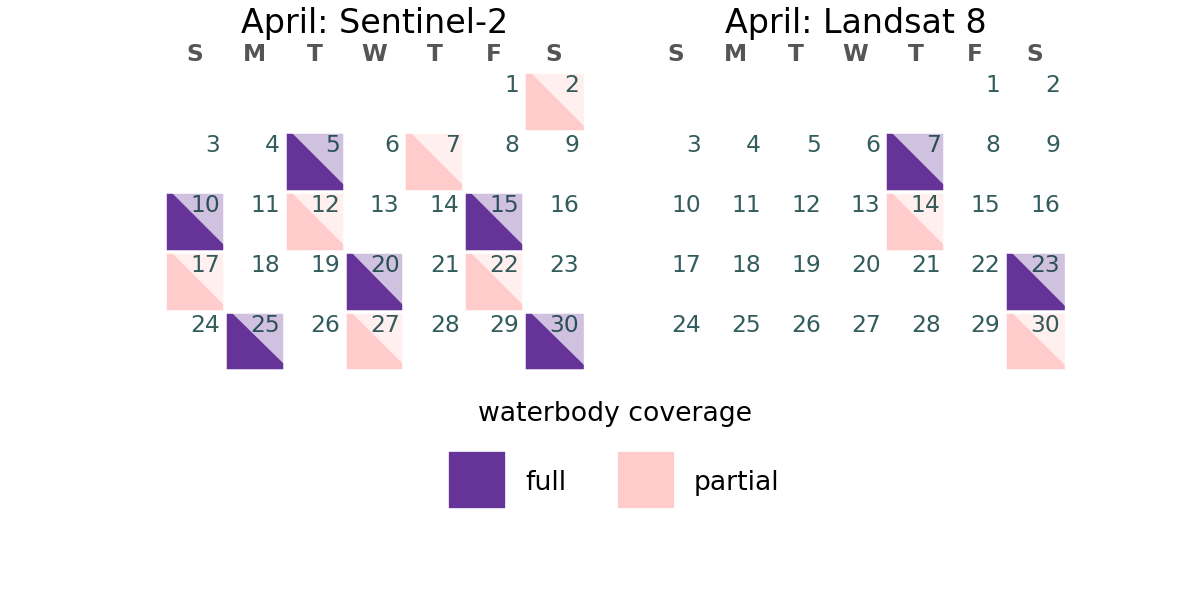 April: Sentinel-2
S M T W T F S
1 2
3 4 5 6 7 8 9
10 11 12 13 14 15 16
17 18 19 20 21 22 23
24 25 26 27 28 29 30
April: Landsat 8
S M T W T F S
1 2
3 4 5 6 7 8 9
10 11 12 13 14 15 16
17 18 19 20 21 22 23
24 25 26 27 28 29 30
waterbody coverage
full partial